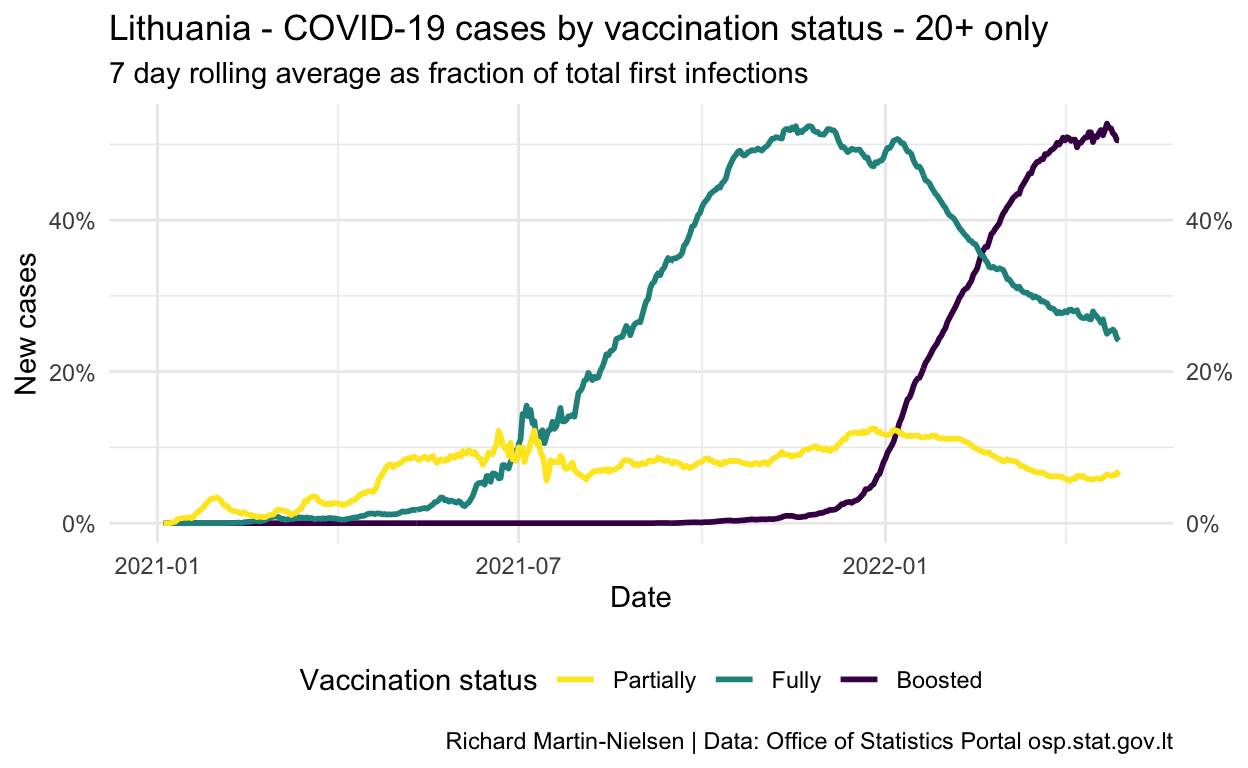 Lithuania - COVID-19 cases by vaccination status - 20+ only
7 day rolling average as fraction of total first infections
New cases
40%
20%
0%
40%
20%
0%
2021-01 2021-07 2022-01
Date
Vaccination status Partially Fully Boosted
Richard Martin-Nielsen | Data: Office of Statistics Portal osp.stat.gov.lt